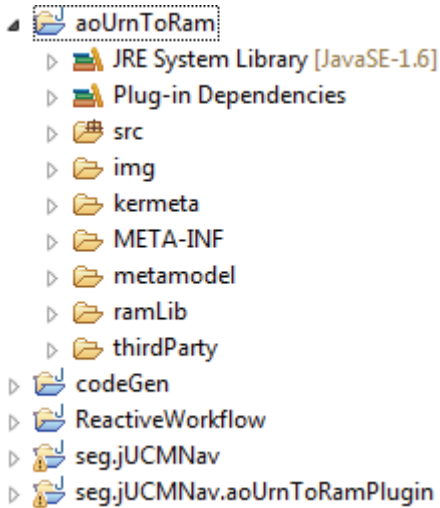 aoUrnToRam
JRE System Library [JavaSE-1.6]
Plug-in Dependencies
src
img
kermeta
META-INF
metamodel
ramLib
thirdParty
codeGen
ReactiveWorkflow
seg.jUCMNav
seg.jUCMNav.aoUrnToRamPlugin